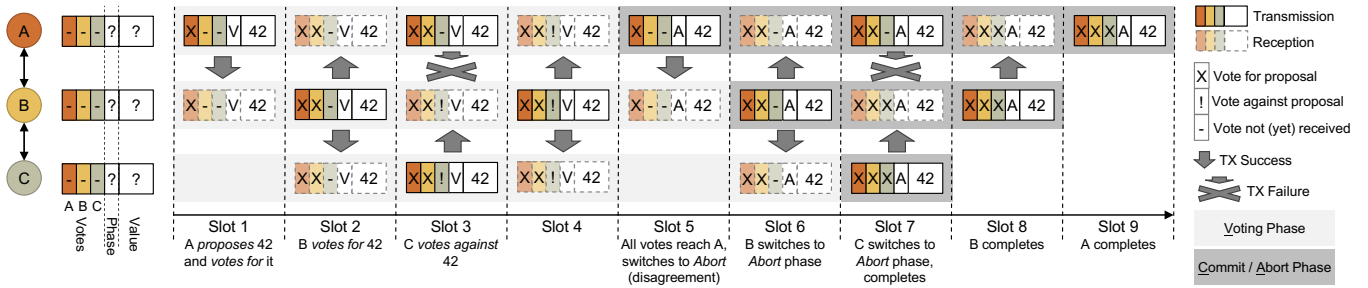 A - - - ? ? X - - V 42 X X - V 42 X X - V 42 X X ! V 42 X - - A 42 X X - A 42 X X - A 42 X X X A 42 X X X A 42
B - - - ? ? X - - V 42 X X - V 42 X X ! V 42 X X ! V 42 X - - A 42 X X - A 42 X X X A 42 X X X A 42
C - - - ? ? X X - V 42 X X ! V 42 X X ! V 42 X X - A 42 X X X A 42
A B C
Votes
Phase
Value
Slot 1
A proposes 42
and votes for it
Slot 2
B votes for 42
Slot 3
C votes against
42
Slot 4
Slot 5
All votes reach A,
switches to Abort
(disagreement)
Slot 6
B switches to
Abort phase
Slot 7
C switches to
Abort phase,
completes
Slot 8
B completes
Slot 9
A completes
Transmission
Reception
X Vote for proposal
! Vote against proposal
- Vote not (yet) received
TX Success
TX Failure
Voting Phase
Commit / Abort Phase